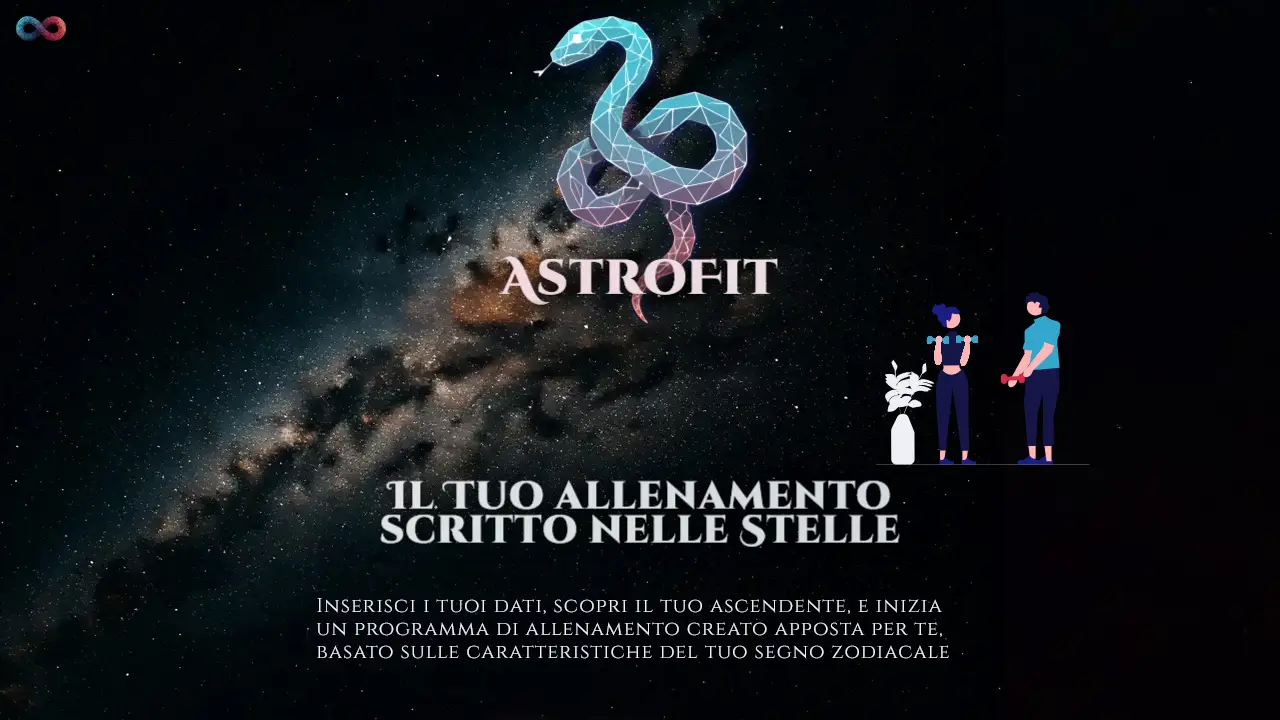 AstroFit
Il Tuo allenamento
scritto nelle Stelle
Inserisci i tuoi dati, scopri il tuo ascendente, e inizia
un programma di allenamento creato apposta per te,
basato sulle caratteristiche del tuo segno zodiacale